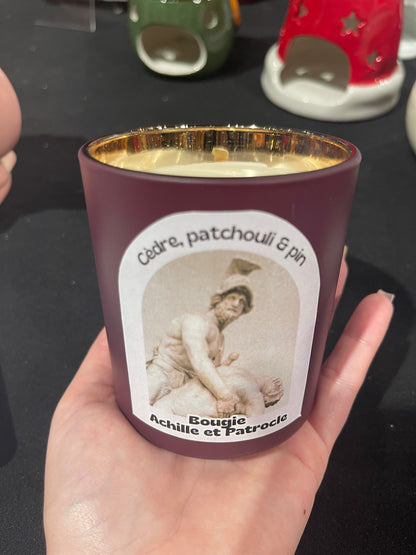 Cèdre, patchouli & pin
Bougie
Achille et Patrocle